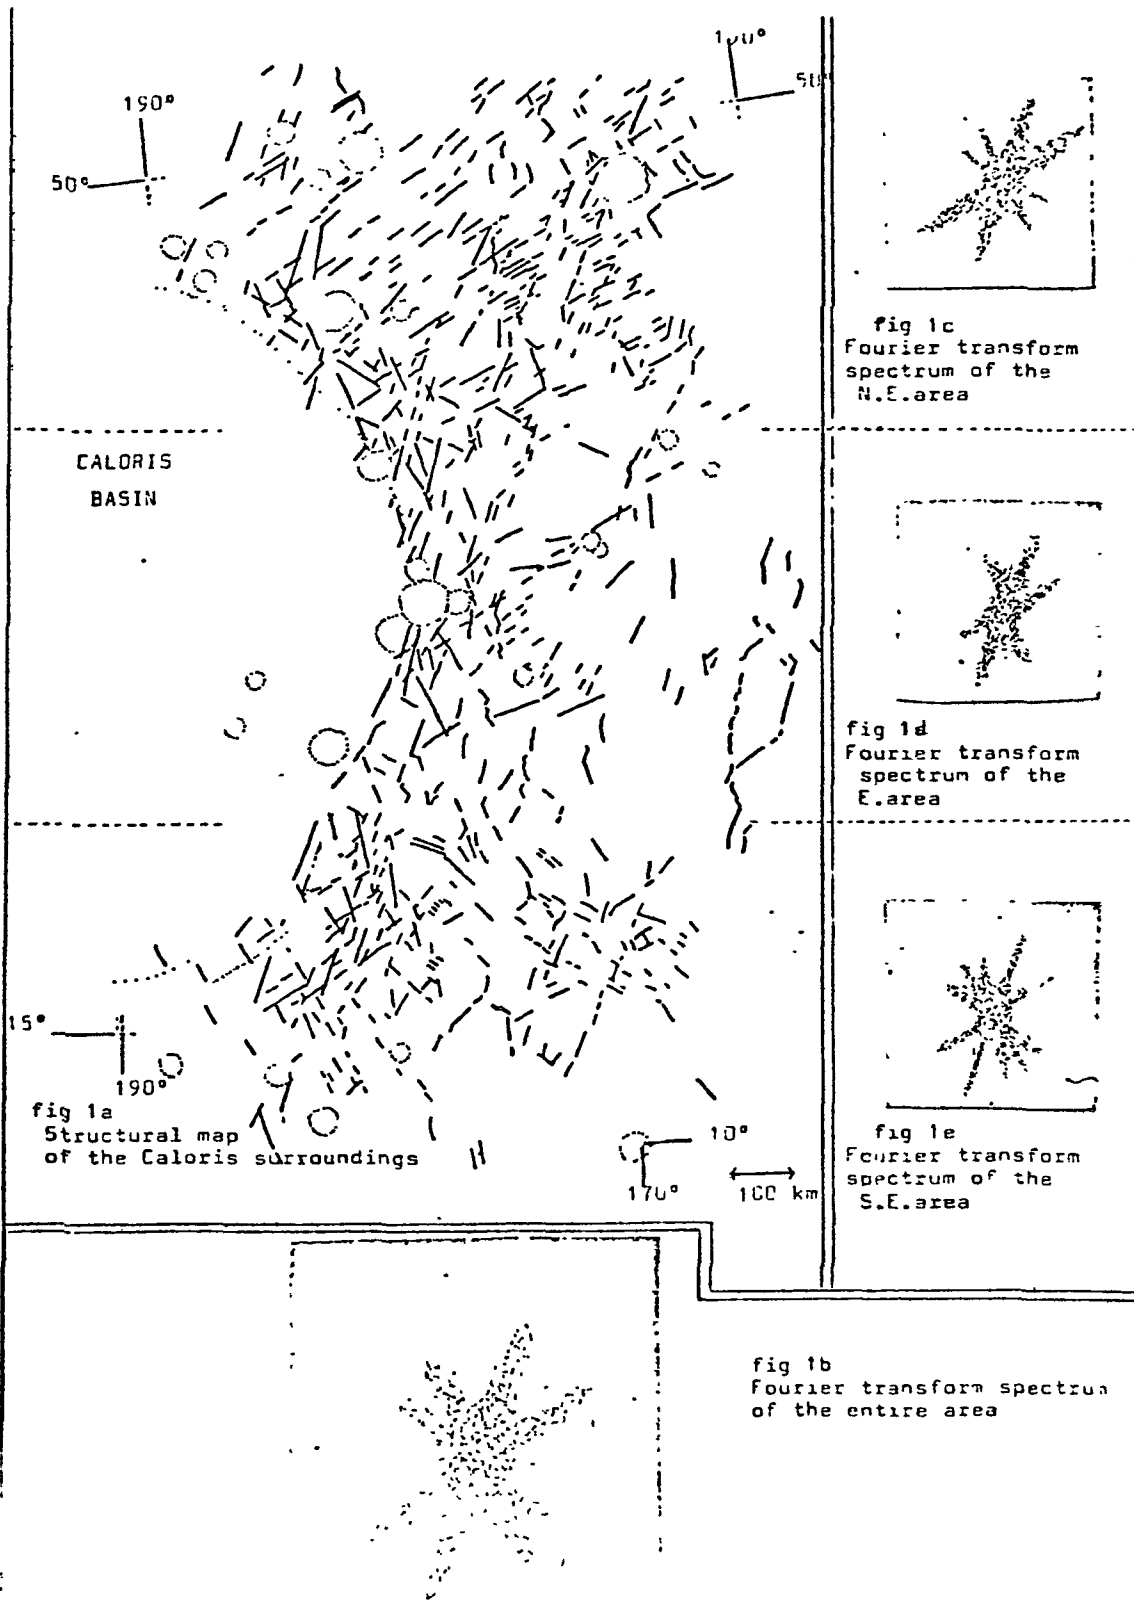 190°
50°
50°
CALORIS
BASIN
15°
190°
fig 1a
Structural map
of the Caloris surroundings
10°
170°
100 km
fig 1c
Fourier transform
spectrum of the
N.E.area
fig 1d
Fourier transform
spectrum of the
E.area
fig 1e
Fourier transform
spectrum of the
S.E.area
fig 1b
Fourier transform spectrum
of the entire area